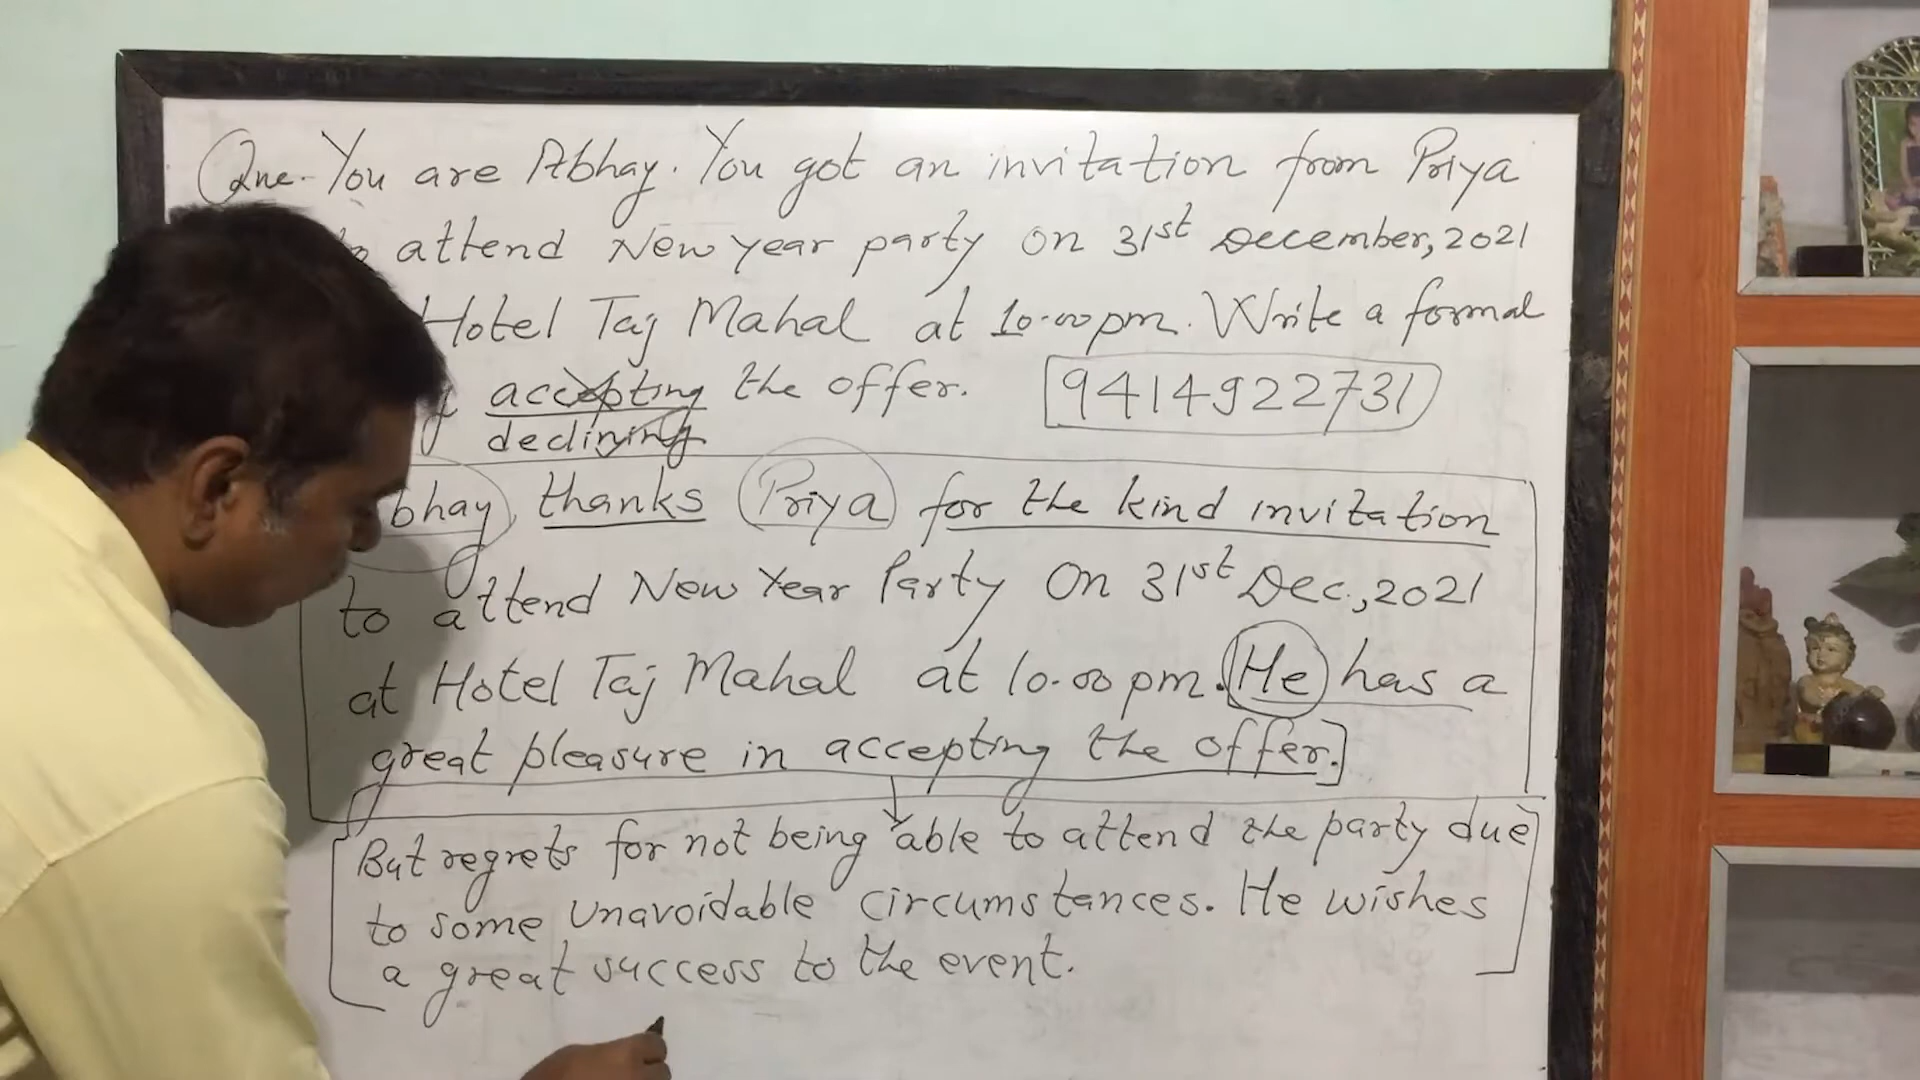 Que. You are Abhay. You got an invitation from Priya
attend New year party on 31st December, 2021
Hotel Taj Mahal at 10.00 pm. Write a formal
accepting the offer. 9414922731
declining
bhay, thanks Priya for the kind invitation
to attend New Year Party On 31st Dec., 2021
at Hotel Taj Mahal at 10.00 pm. He has a
great pleasure in accepting the offer.
But regrets for not being able to attend the party due
to some unavoidable circumstances. He wishes
a great success to the event.